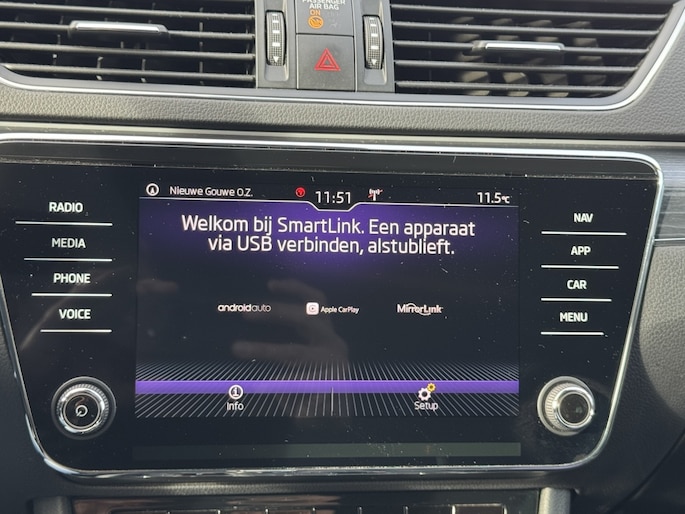 PASSENGER
AIR BAG
ON
Nieuwe Gouwe O.Z.
11:51
11.5°C
RADIO
MEDIA
PHONE
VOICE
Welkom bij SmartLink. Een apparaat
via USB verbinden, alstublieft.
androidauto
Apple CarPlay
MirrorLink
Info
Setup
NAV
APP
CAR
MENU